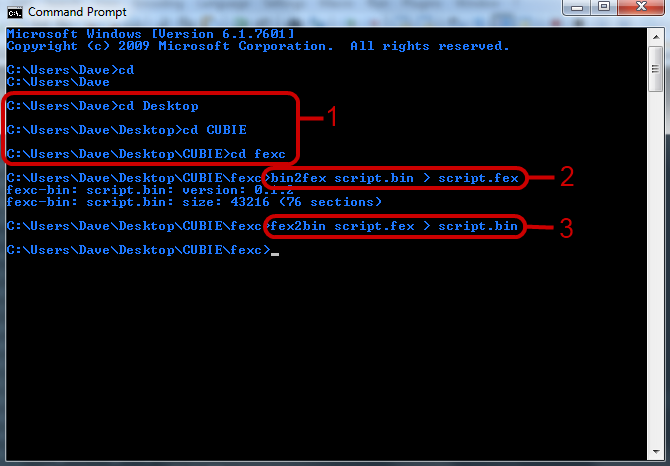 Command Prompt
Microsoft Windows [Version 6.1.7601]
Copyright (c) 2009 Microsoft Corporation.  All rights reserved.
C:\Users\Dave>cd
C:\Users\Dave
C:\Users\Dave>cd Desktop
1
C:\Users\Dave\Desktop>cd CUBIE
C:\Users\Dave\Desktop\CUBIE>cd fexc
C:\Users\Dave\Desktop\CUBIE\fexc>bin2fex script.bin > script.fex
2
fexc-bin: script.bin: version: 0.1.2
fexc-bin: script.bin: size: 43216 (76 sections)
C:\Users\Dave\Desktop\CUBIE\fexc>fex2bin script.fex > script.bin
3
C:\Users\Dave\Desktop\CUBIE\fexc>_